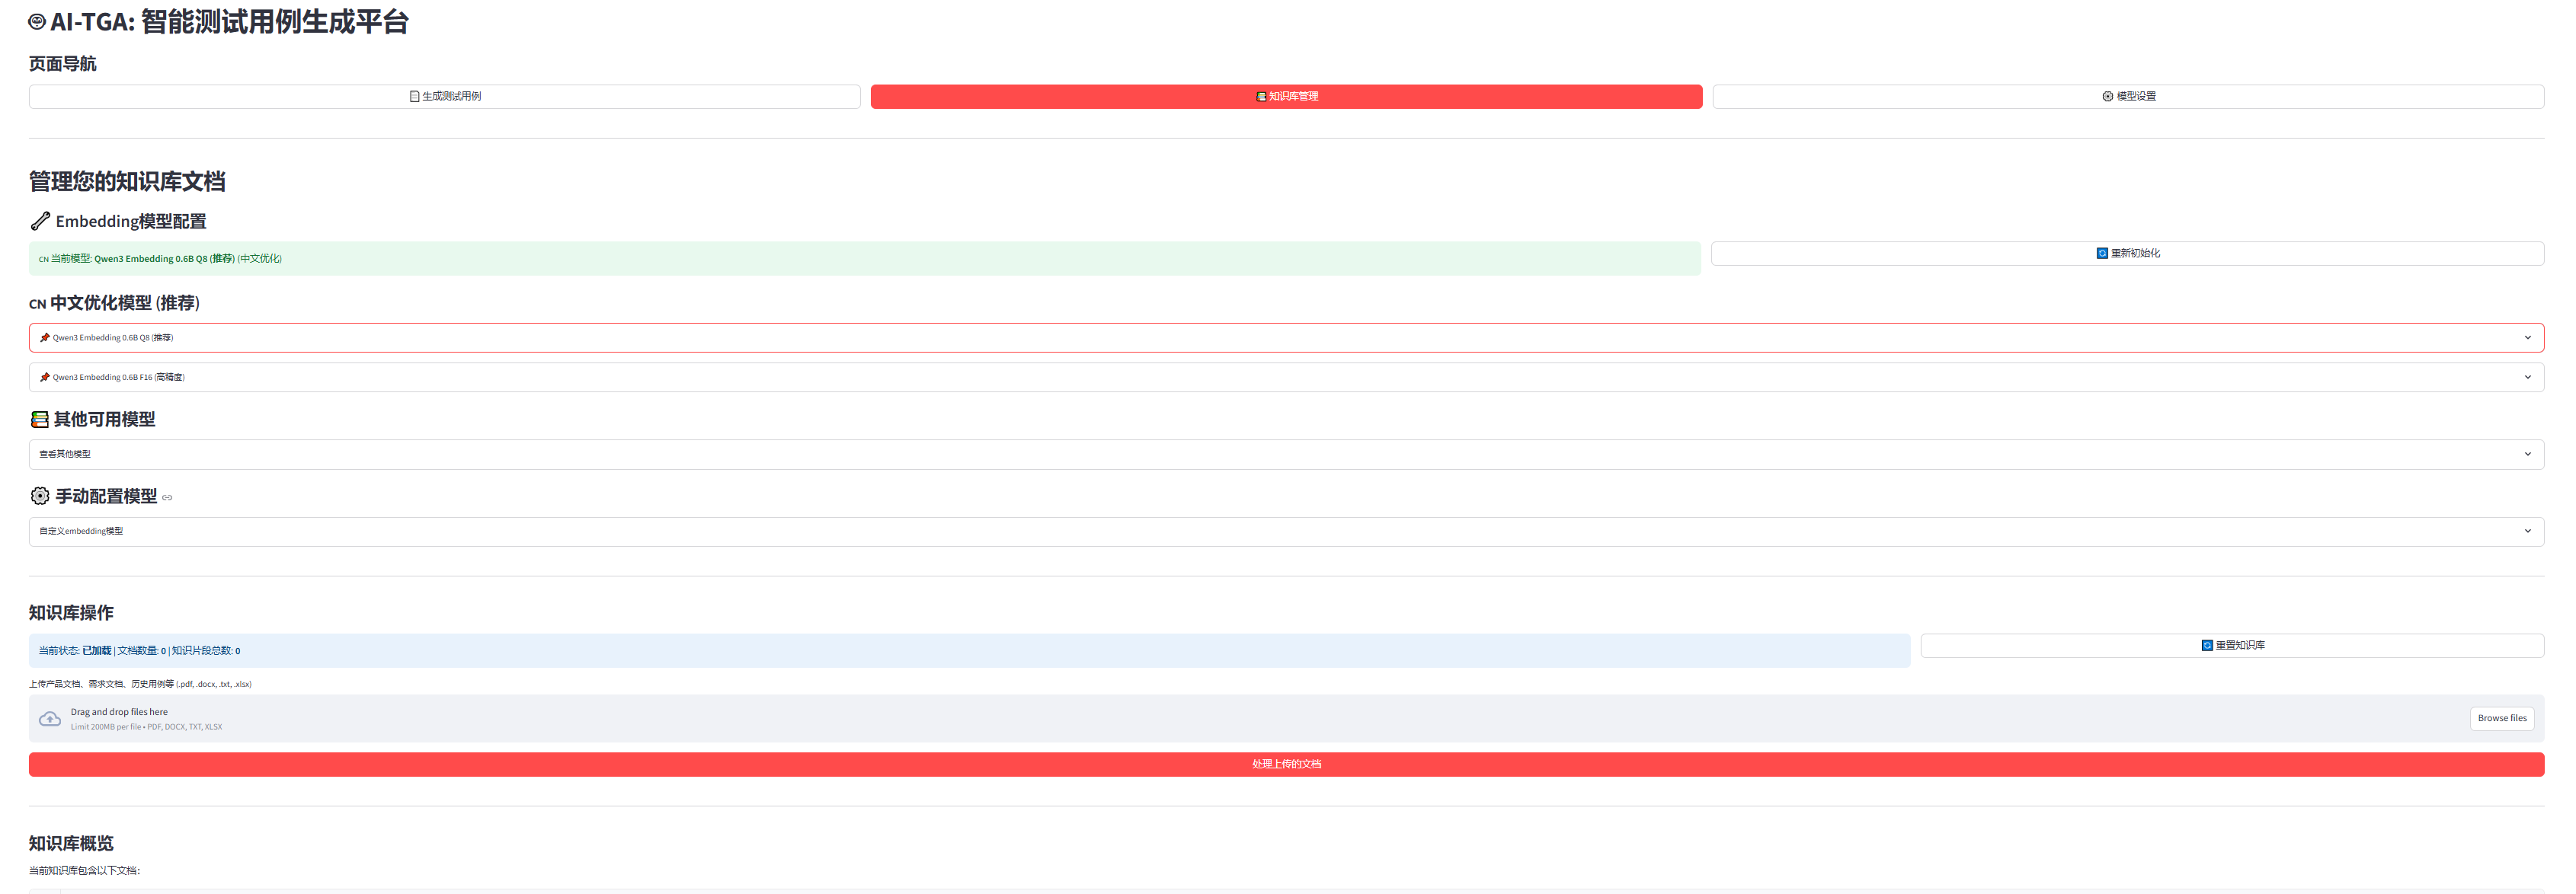 AI-TGA: 智能测试用例生成平台
页面导航
生成测试用例
知识库管理
模型设置
管理您的知识库文档
Embedding模型配置
CN 当前模型: Qwen3 Embedding 0.6B Q8 (推荐) (中文优化)
重新初始化
CN 中文优化模型 (推荐)
Qwen3 Embedding 0.6B Q8 (推荐)
Qwen3 Embedding 0.6B F16 (高精度)
其他可用模型
查看其他模型
手动配置模型
自定义embedding模型
知识库操作
当前状态: 已加载 | 文档数量: 0 | 知识片段总数: 0
重置知识库
上传产品文档、需求文档、历史用例等 (.pdf, .docx, .txt, .xlsx)
Drag and drop files here
Limit 200MB per file • PDF, DOCX, TXT, XLSX
Browse files
处理上传的文档
知识库概览
当前知识库包含以下文档: